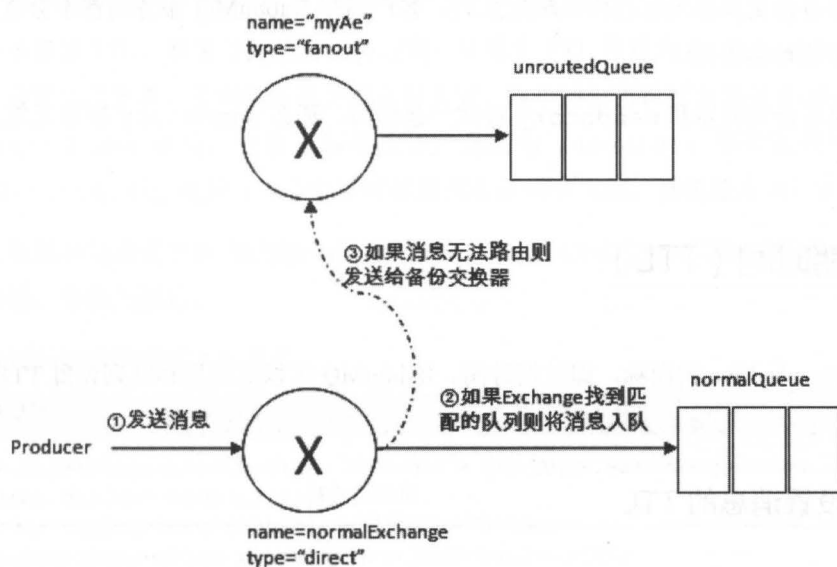 name="myAe"
type="fanout"
unroutedQueue
X
③如果消息无法路由则
发送给备份交换器
(TTL)
normalQueue
②如果Exchange找到匹
配的队列则将消息入队
①发送消息
Producer
X
name=normalExchange
type="direct"